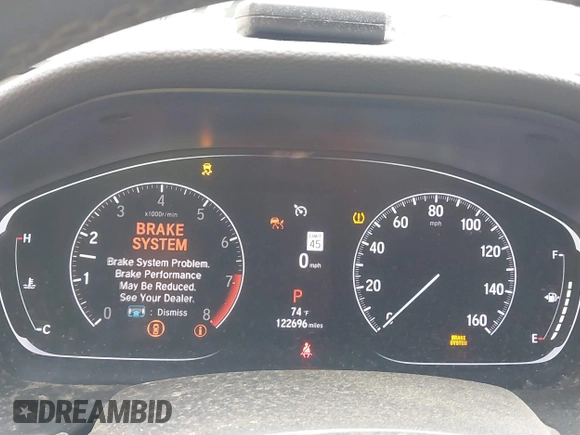 x1000r/min
0
1
2
3
4
5
6
7
8
BRAKE
SYSTEM
Brake System Problem.
Brake Performance
May Be Reduced.
See Your Dealer.
: Dismiss
H
C
45
0 mph
P
74 °F
122696 miles
mph
20
40
60
80
100
120
140
160
BRAKE
SYSTEM
F
E
DREAMBID